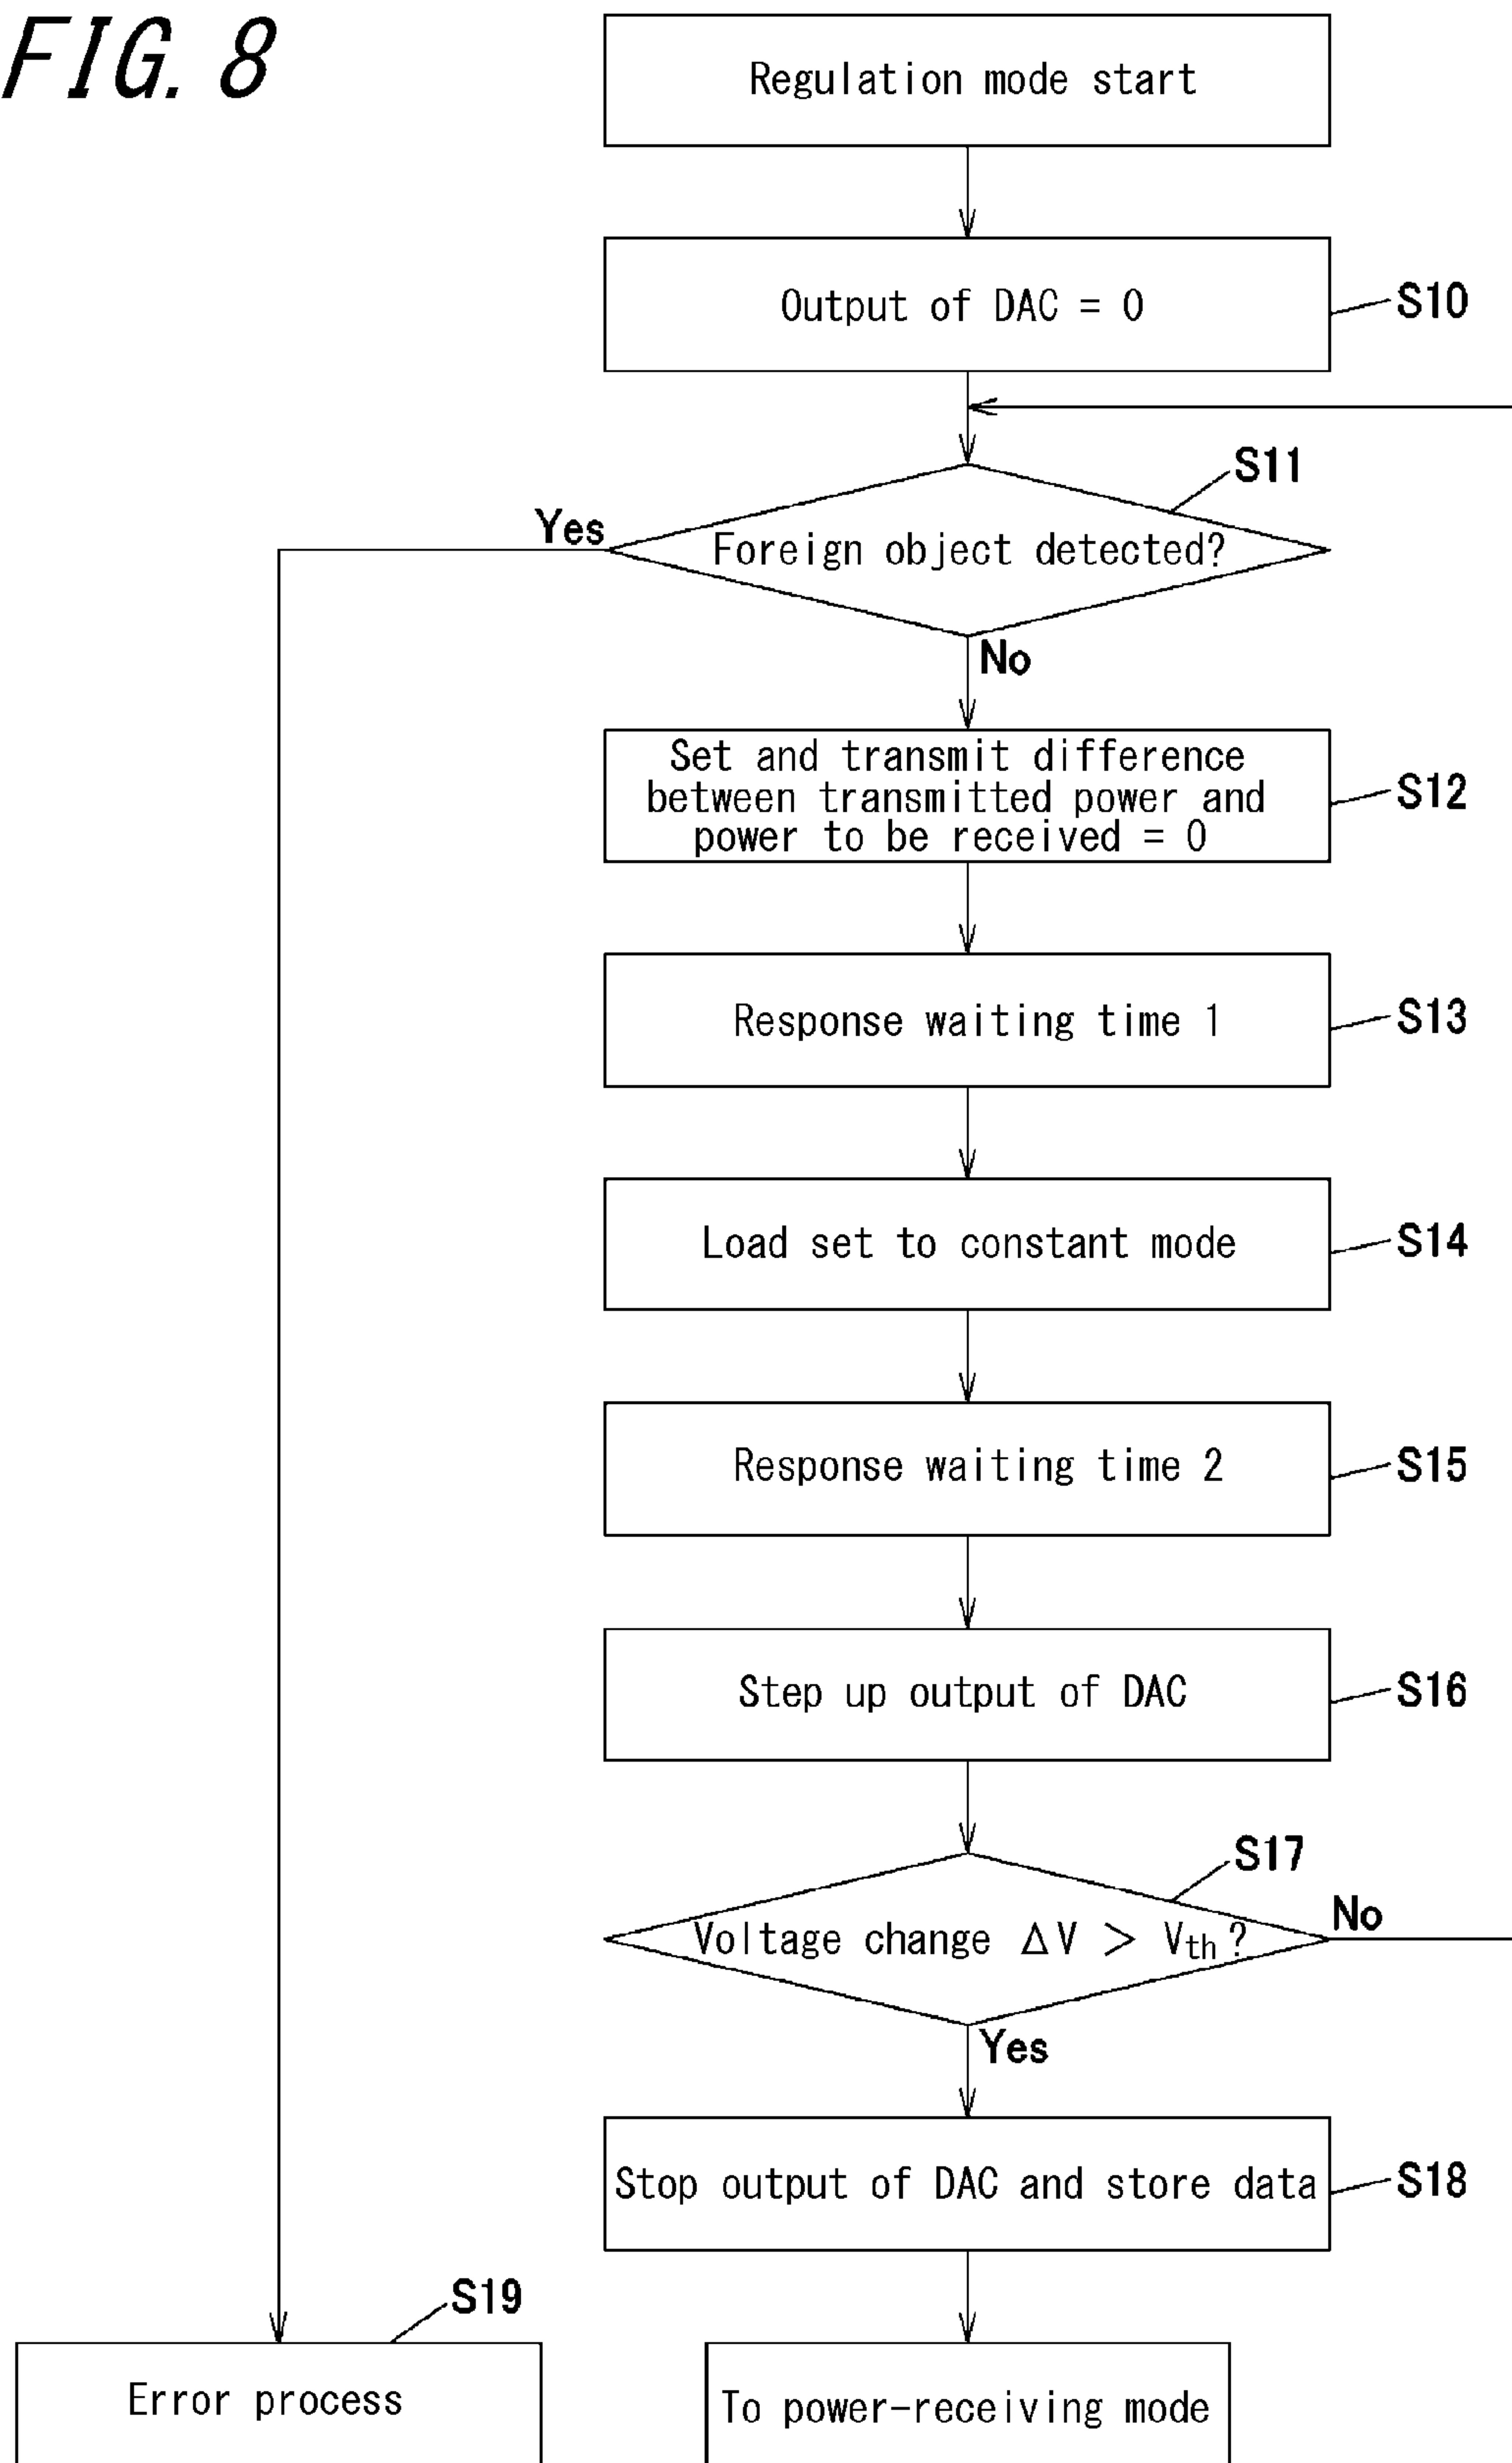 FIG. 8
Regulation mode start
Output of DAC = 0
S10
S11
Yes
Foreign object detected?
No
Set and transmit difference
between transmitted power and
power to be received = 0
S12
Response waiting time 1
S13
Load set to constant mode
S14
Response waiting time 2
S15
Step up output of DAC
S16
S17
Voltage change ΔV > Vth?
No
Yes
Stop output of DAC and store data
S18
S19
Error process
To power-receiving mode